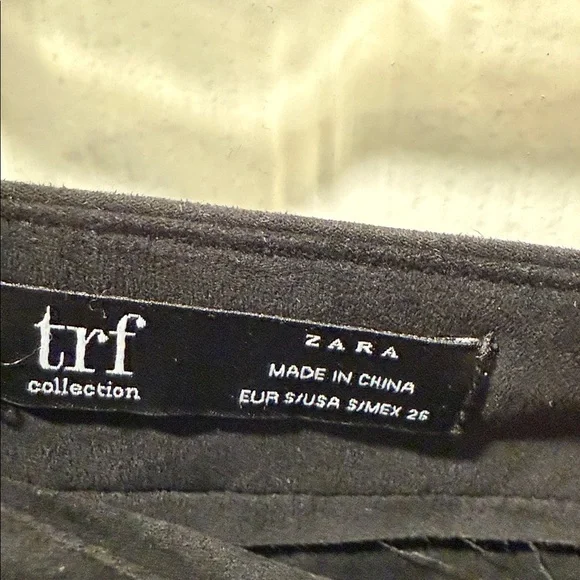 trf
collection
ZARA
MADE IN CHINA
EUR S/USA S/MEX 26